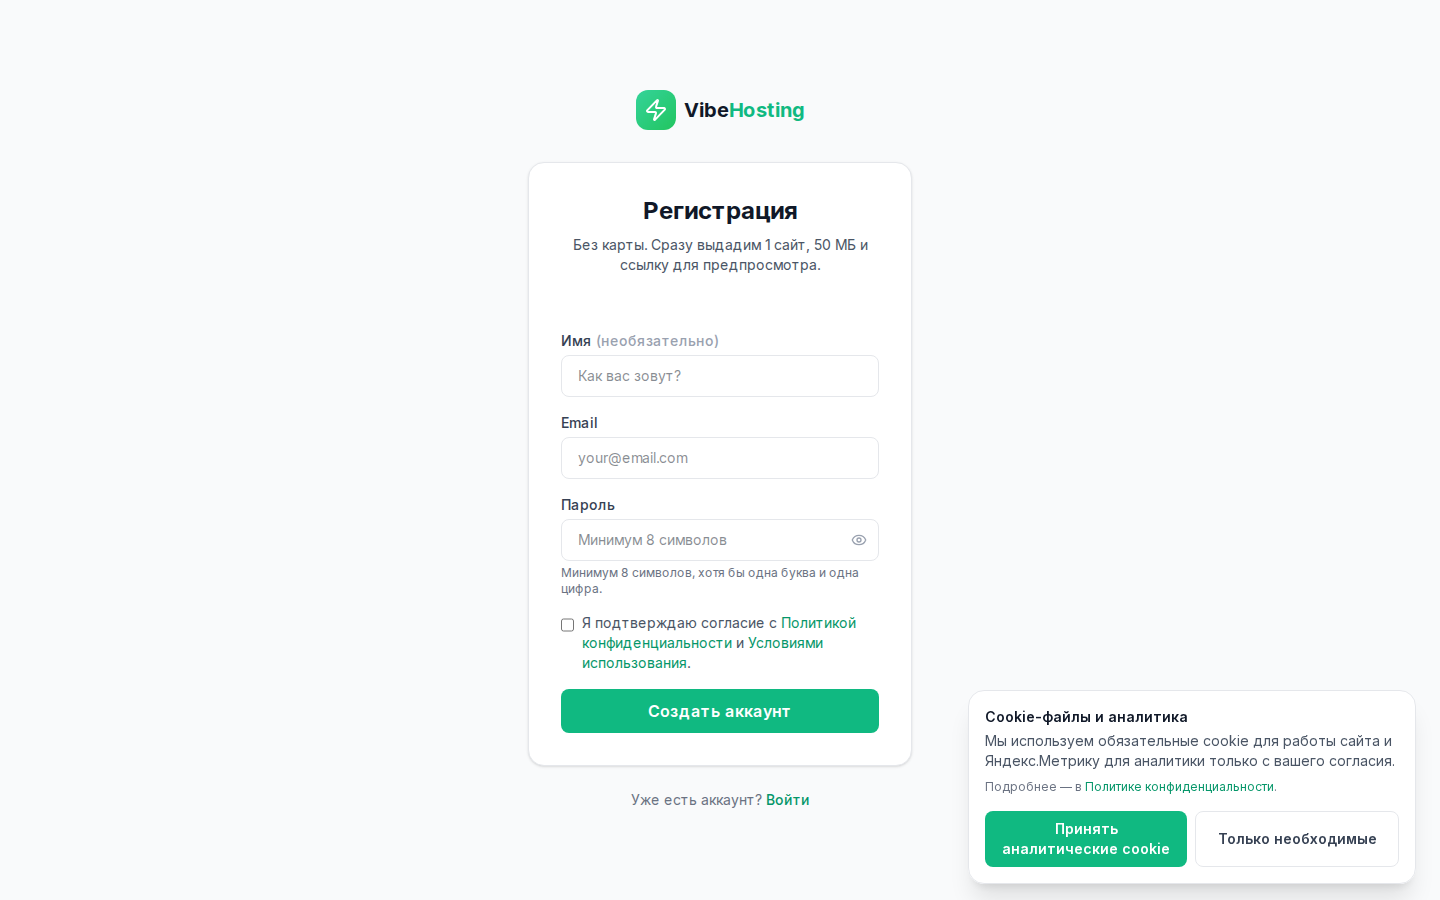 VibeHosting
Регистрация
Без карты. Сразу выдадим 1 сайт, 50 МБ и
ссылку для предпросмотра.
Имя (необязательно)
Как вас зовут?
Email
your@email.com
Пароль
Минимум 8 символов
Минимум 8 символов, хотя бы одна буква и одна
цифра.
Я подтверждаю согласие с Политикой
конфиденциальности и Условиями
использования.
Создать аккаунт
Уже есть аккаунт? Войти
Cookie-файлы и аналитика
Мы используем обязательные cookie для работы сайта и
Яндекс.Метрику для аналитики только с вашего согласия.
Подробнее — в Политике конфиденциальности.
Принять
аналитические cookie
Только необходимые